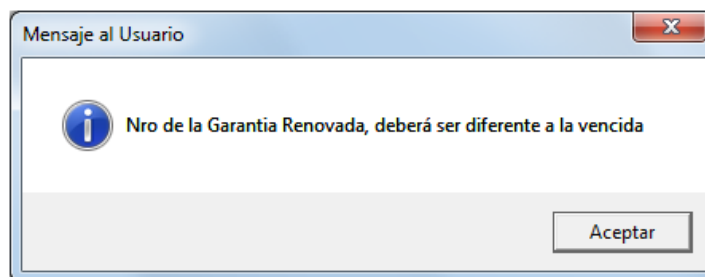 Mensaje al Usuario
Nro de la Garantia Renovada, deberá ser diferente a la vencida
Aceptar